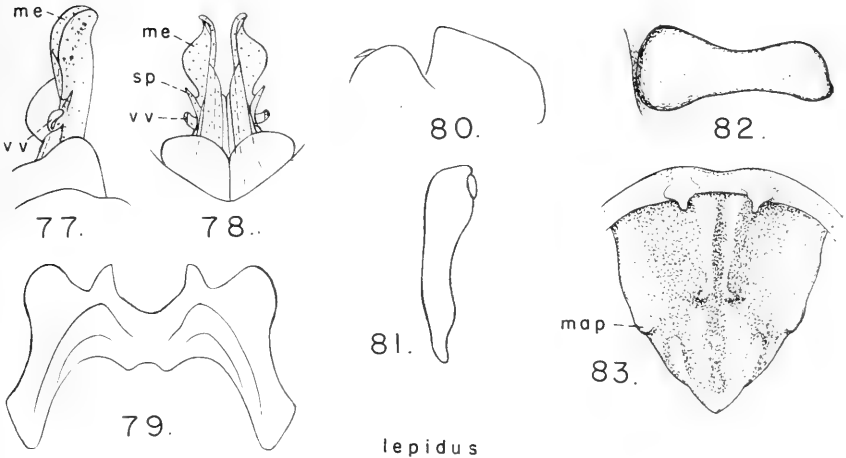 me
me
sp
vv
vv
77.
78..
80.
82.
79.
81.
map
83.
lepidus